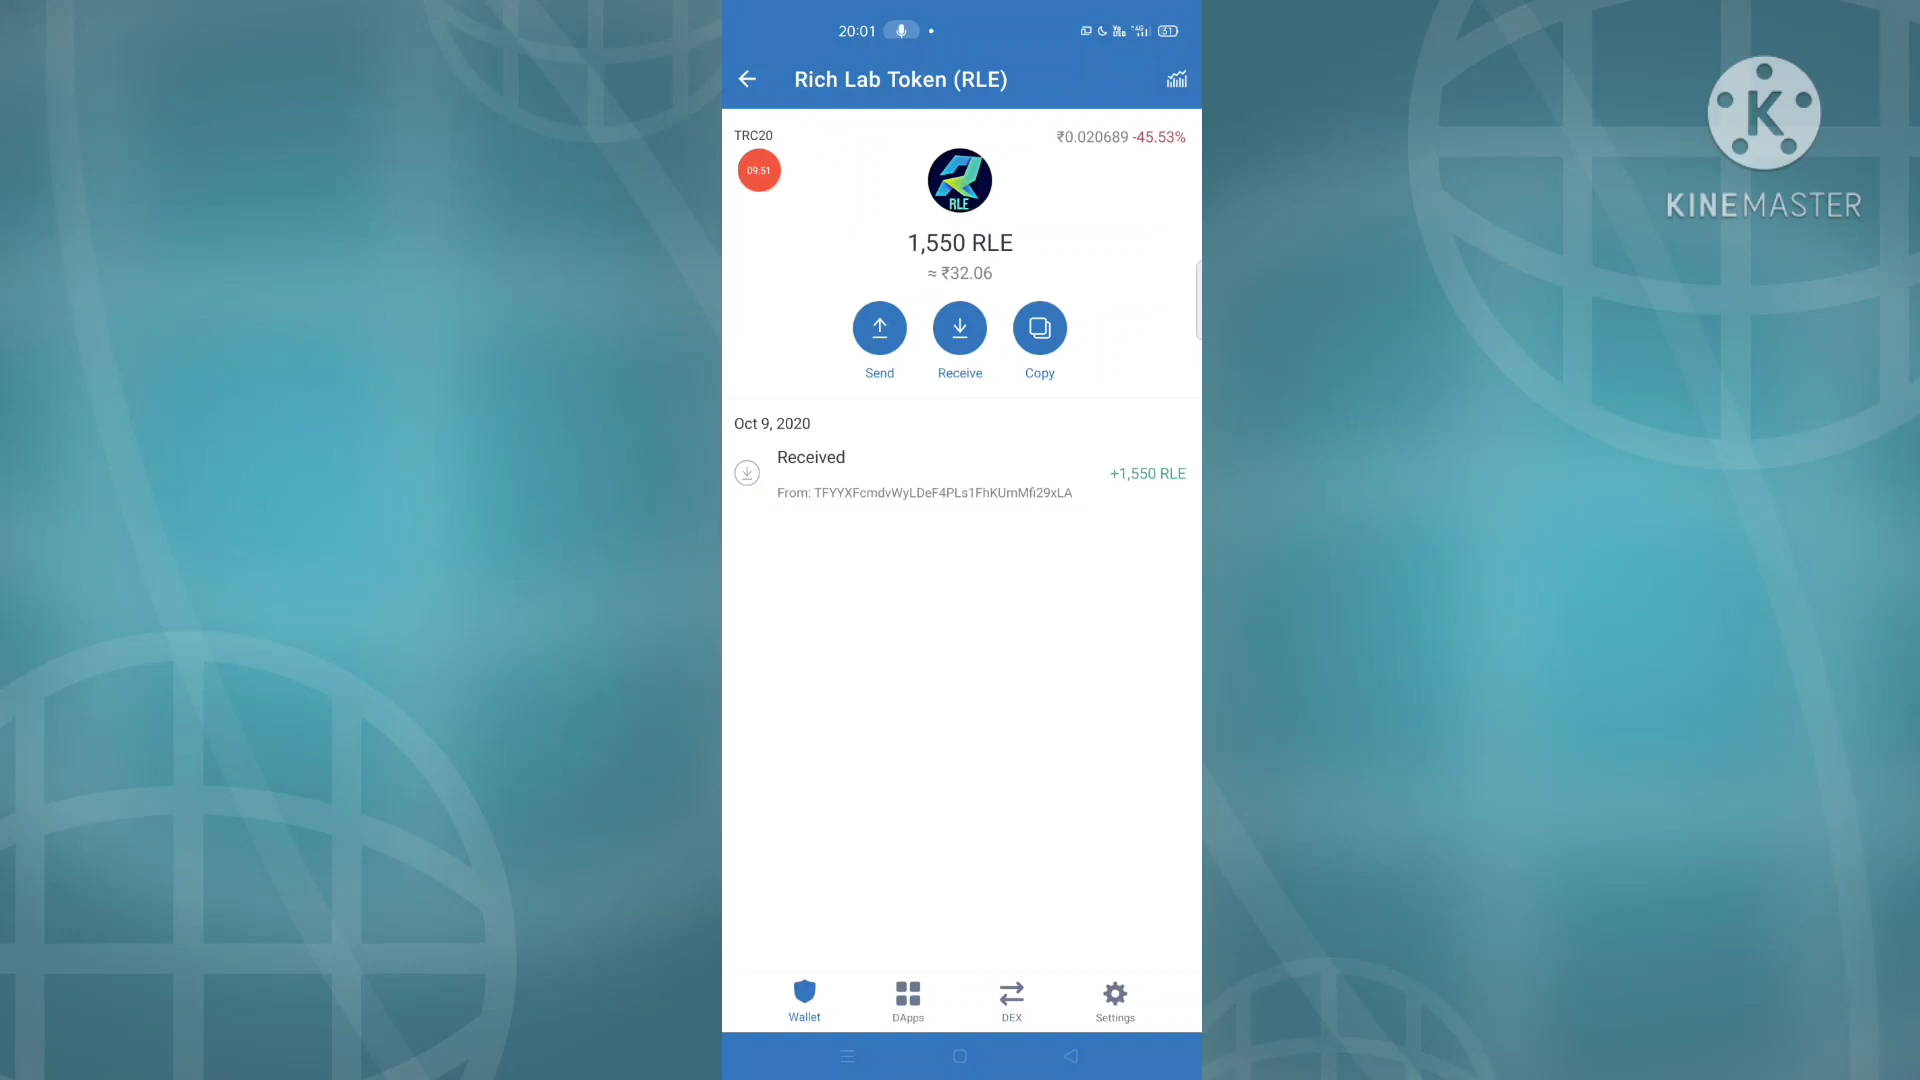 20:01
31
Rich Lab Token (RLE)
TRC20
₹0.020689 -45.53%
09:51
RLE
1,550 RLE
≈ ₹32.06
Send
Receive
Copy
Oct 9, 2020
Received
+1,550 RLE
From: TFYYXFcmdvWyLDeF4PLs1FhKUmMfi29xLA
Wallet
DApps
DEX
Settings
K
KINEMASTER